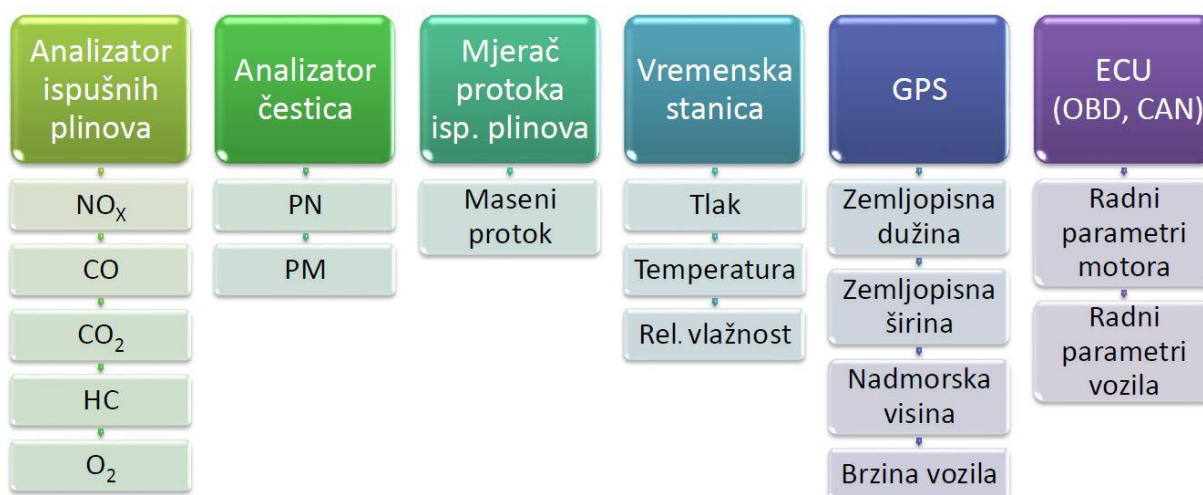 Analizator
ispušnih
plinova
NOX
CO
CO2
HC
O2
Analizator
čestica
PN
PM
Mjerač
protoka
isp. plinova
Maseni
protok
Vremenska
stanica
Tlak
Temperatura
Rel. vlažnost
GPS
Zemljopisna
dužina
Zemljopisna
širina
Nadmorska
visina
Brzina vozila
ECU
(OBD, CAN)
Radni
parametri
motora
Radni
parametri
vozila